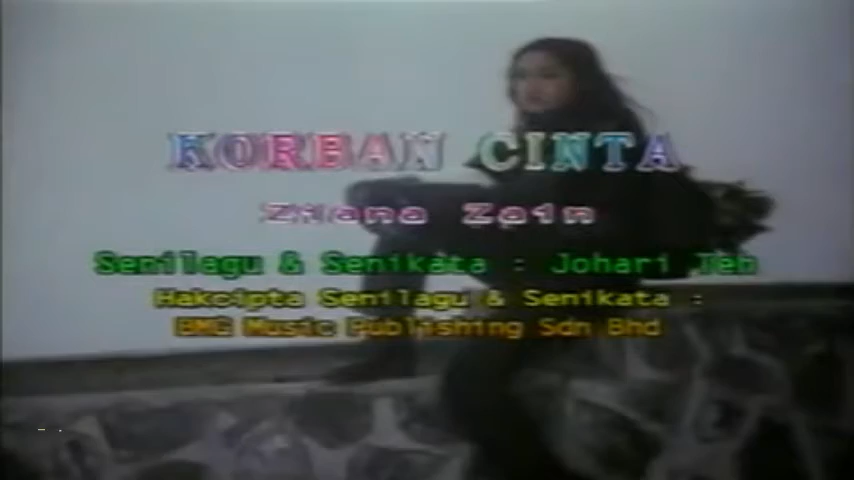 KORBAN CINTA
Ziana Zain
Senilagu & Senikata : Johari Teh
Hakcipta Senilagu & Senikata :
BMG Music Publishing Sdn Bhd